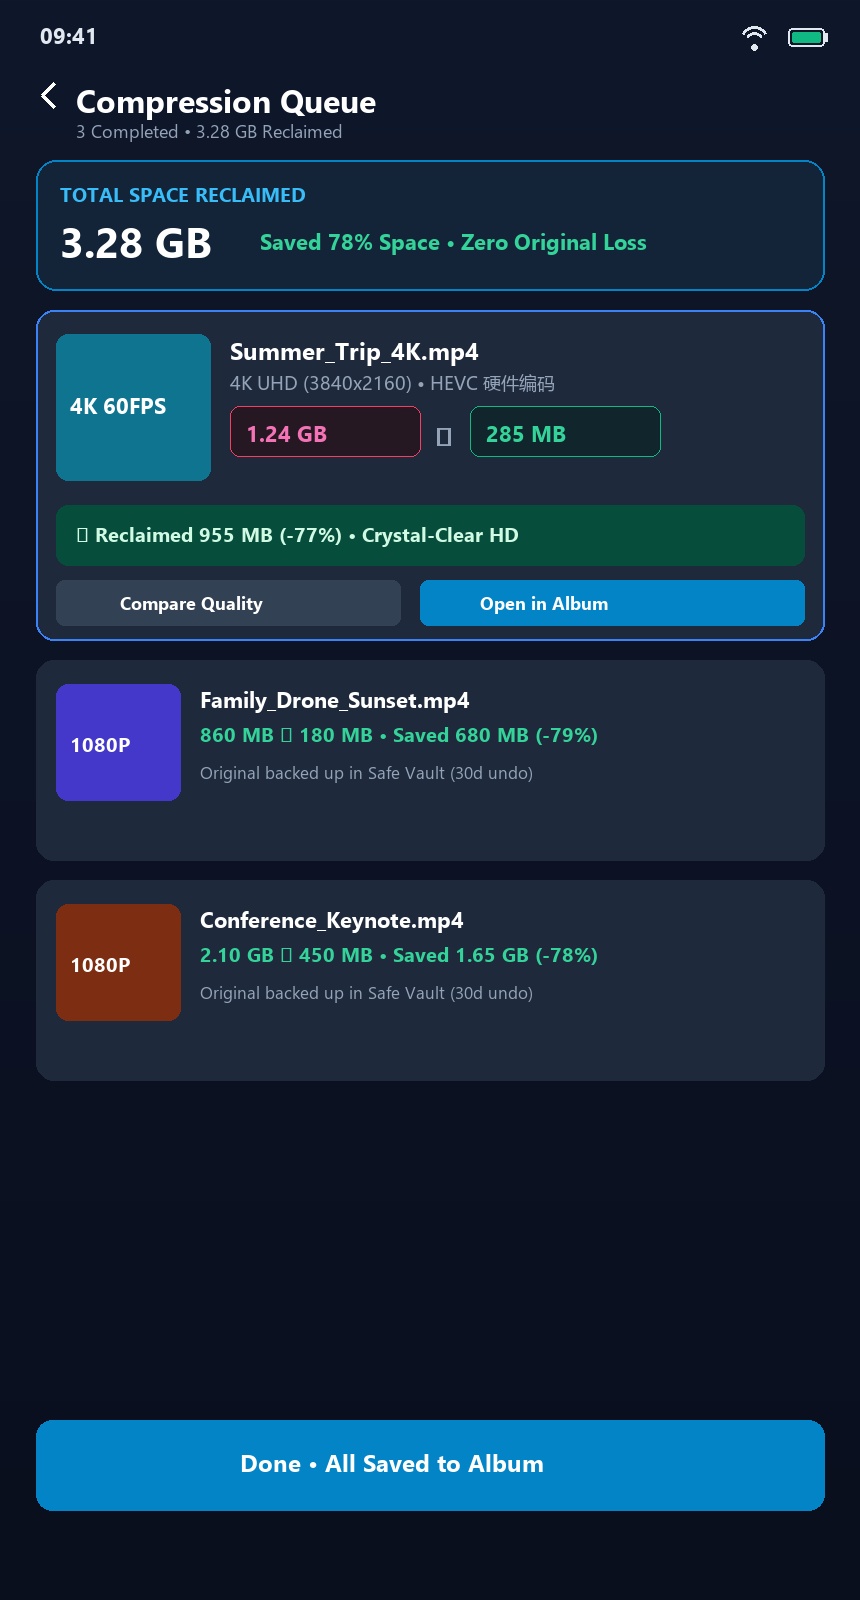 09:41
Compression Queue
3 Completed • 3.28 GB Reclaimed
TOTAL SPACE RECLAIMED
3.28 GB
Saved 78% Space • Zero Original Loss
4K 60FPS
Summer_Trip_4K.mp4
4K UHD (3840x2160) • HEVC 硬件编码
1.24 GB 285 MB
Reclaimed 955 MB (-77%) • Crystal-Clear HD
Compare Quality
Open in Album
1080P
Family_Drone_Sunset.mp4
860 MB 180 MB • Saved 680 MB (-79%)
Original backed up in Safe Vault (30d undo)
1080P
Conference_Keynote.mp4
2.10 GB 450 MB • Saved 1.65 GB (-78%)
Original backed up in Safe Vault (30d undo)
Done • All Saved to Album